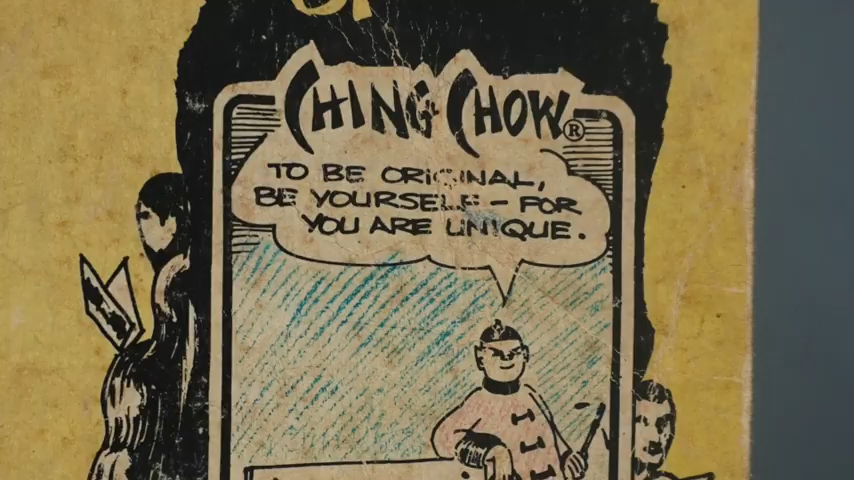 CHING CHOW®
TO BE ORIGINAL,
BE YOURSELF – FOR
YOU ARE UNIQUE.